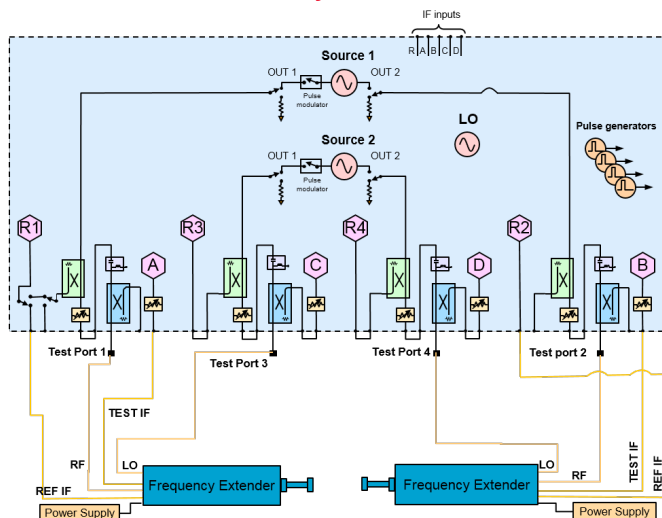 IF inputs
R A B C D
Source 1
OUT 1
OUT 2
Pulse
modulator
LO
Pulse generators
Source 2
OUT 1
OUT 2
Pulse
modulator
R1
R3
R4
R2
A
C
D
B
Test Port 1
Test Port 3
Test Port 4
Test port 2
TEST IF
RF
LO
REF IF
Frequency Extender
Power Supply
LO
RF
TEST IF
REF IF
Frequency Extender
Power Supply